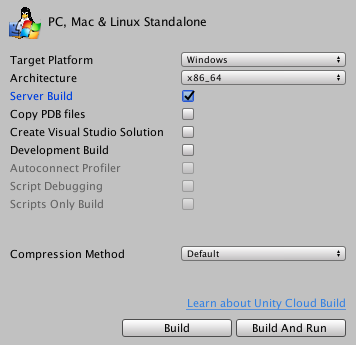 PC, Mac & Linux Standalone
Target Platform Windows
Architecture x86_64
Server Build
Copy PDB files
Create Visual Studio Solution
Development Build
Autoconnect Profiler
Script Debugging
Scripts Only Build
Compression Method Default
Learn about Unity Cloud Build
Build Build And Run